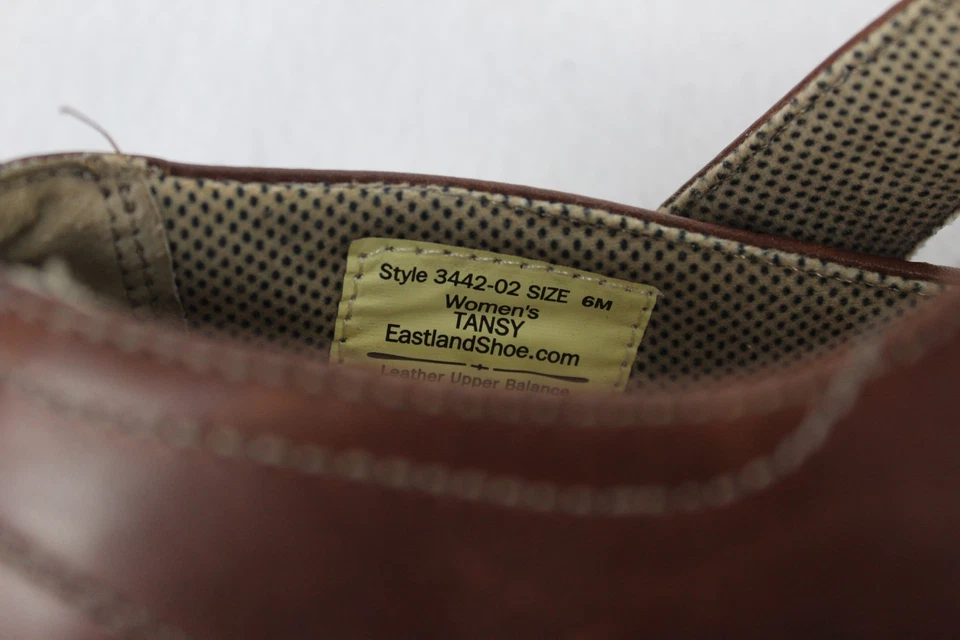 Style 3442-02 SIZE 6M
Women's
TANSY
EastlandShoe.com
Leather Upper Balance